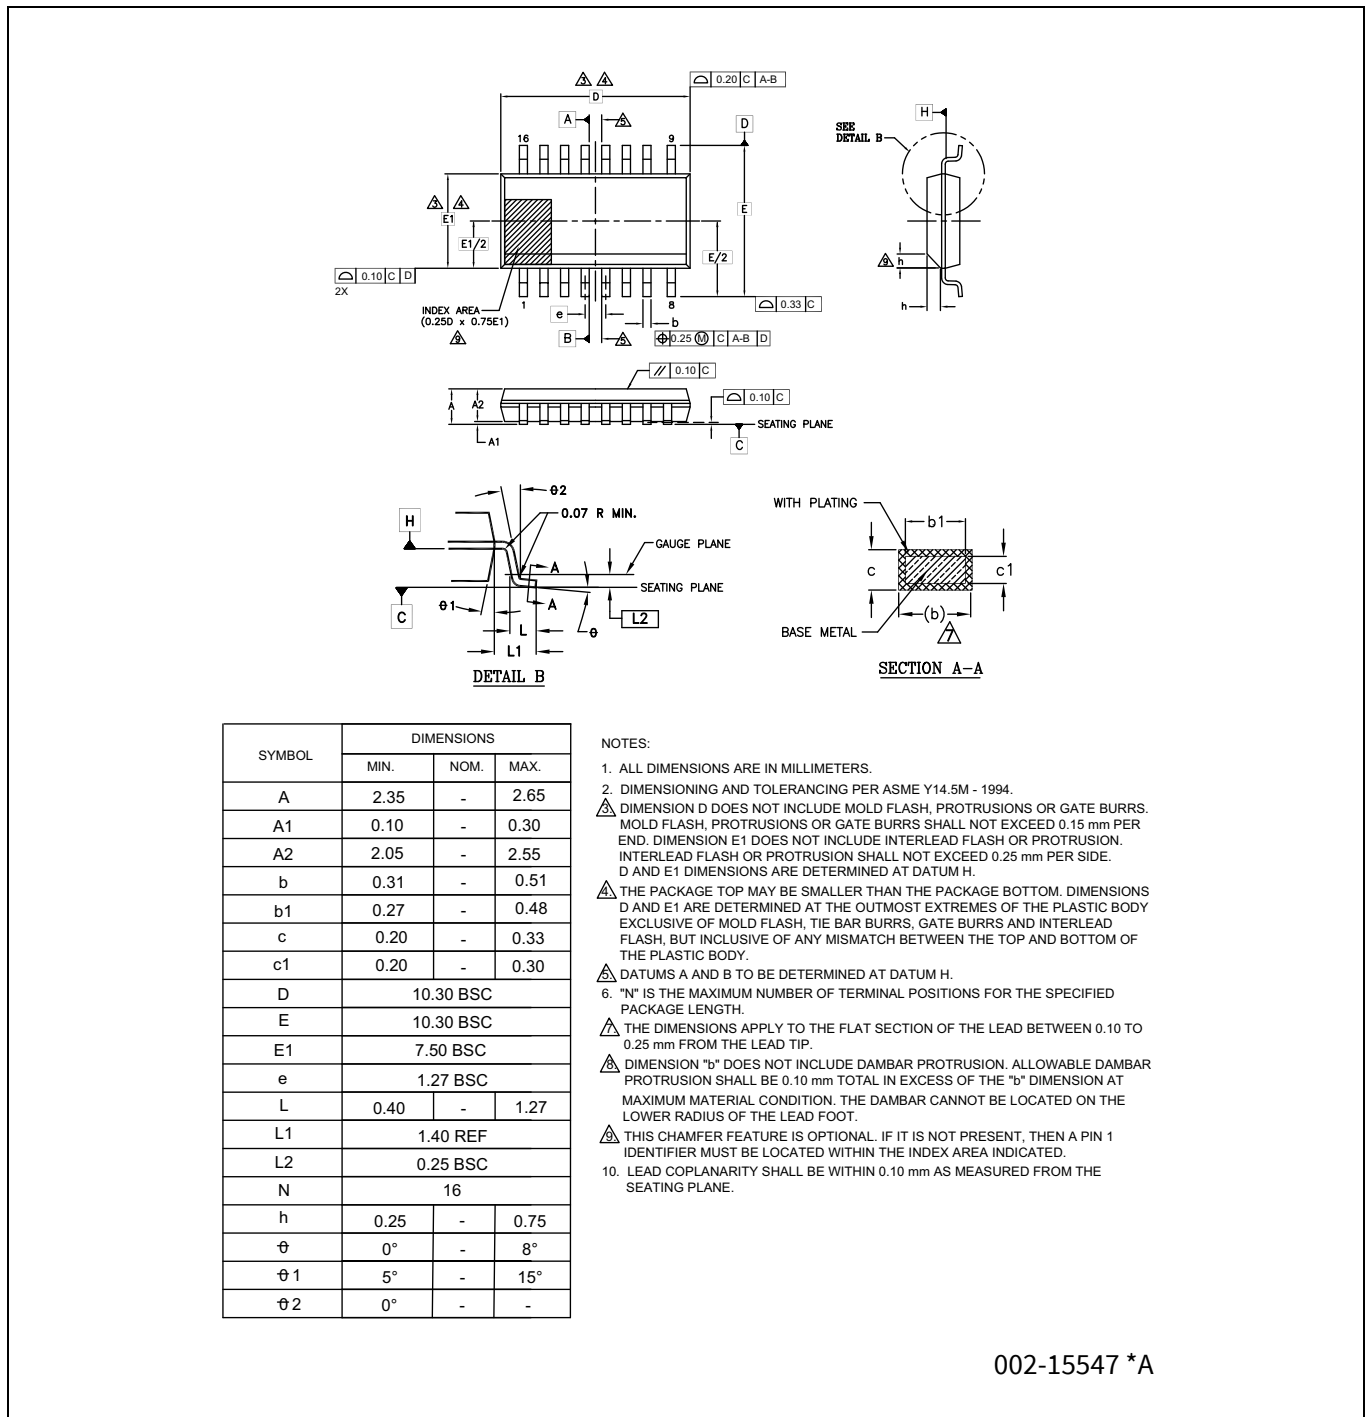 3 4
D
0.20 C A-B
A
5
D
16
9
H
SEE
DETAIL B
3 4
E1
E1/2
E
E/2
9
h
h
0.10 C D
2X
INDEX AREA
(0.25D x 0.75E1)
9
1
8
e
b
0.33 C
B
5
0.25 M C A-B D
// 0.10 C
A
A2
A1
0.10 C
SEATING PLANE
C
θ2
0.07 R MIN.
H
GAUGE PLANE
A
SEATING PLANE
A
C
θ1
L2
θ
L
L1
DETAIL B
WITH PLATING
b1
c
c1
(b)
7
BASE METAL
SECTION A-A
SYMBOL
DIMENSIONS
MIN. NOM. MAX.
A 2.35 - 2.65
A1 0.10 - 0.30
A2 2.05 - 2.55
b 0.31 - 0.51
b1 0.27 - 0.48
c 0.20 - 0.33
c1 0.20 - 0.30
D 10.30 BSC
E 10.30 BSC
E1 7.50 BSC
e 1.27 BSC
L 0.40 - 1.27
L1 1.40 REF
L2 0.25 BSC
N 16
h 0.25 - 0.75
θ 0° - 8°
θ1 5° - 15°
θ2 0° - -
NOTES:
1. ALL DIMENSIONS ARE IN MILLIMETERS.
2. DIMENSIONING AND TOLERANCING PER ASME Y14.5M - 1994.
3. DIMENSION D DOES NOT INCLUDE MOLD FLASH, PROTRUSIONS OR GATE BURRS.
MOLD FLASH, PROTRUSIONS OR GATE BURRS SHALL NOT EXCEED 0.15 mm PER
END. DIMENSION E1 DOES NOT INCLUDE INTERLEAD FLASH OR PROTRUSION.
INTERLEAD FLASH OR PROTRUSION SHALL NOT EXCEED 0.25 mm PER SIDE.
D AND E1 DIMENSIONS ARE DETERMINED AT DATUM H.
4. THE PACKAGE TOP MAY BE SMALLER THAN THE PACKAGE BOTTOM. DIMENSIONS
D AND E1 ARE DETERMINED AT THE OUTMOST EXTREMES OF THE PLASTIC BODY
EXCLUSIVE OF MOLD FLASH, TIE BAR BURRS, GATE BURRS AND INTERLEAD
FLASH, BUT INCLUSIVE OF ANY MISMATCH BETWEEN THE TOP AND BOTTOM OF
THE PLASTIC BODY.
5. DATUMS A AND B TO BE DETERMINED AT DATUM H.
6. "N" IS THE MAXIMUM NUMBER OF TERMINAL POSITIONS FOR THE SPECIFIED
PACKAGE LENGTH.
7. THE DIMENSIONS APPLY TO THE FLAT SECTION OF THE LEAD BETWEEN 0.10 TO
0.25 mm FROM THE LEAD TIP.
8. DIMENSION "b" DOES NOT INCLUDE DAMBAR PROTRUSION. ALLOWABLE DAMBAR
PROTRUSION SHALL BE 0.10 mm TOTAL IN EXCESS OF THE "b" DIMENSION AT
MAXIMUM MATERIAL CONDITION. THE DAMBAR CANNOT BE LOCATED ON THE
LOWER RADIUS OF THE LEAD FOOT.
9. THIS CHAMFER FEATURE IS OPTIONAL. IF IT IS NOT PRESENT, THEN A PIN 1
IDENTIFIER MUST BE LOCATED WITHIN THE INDEX AREA INDICATED.
10. LEAD COPLANARITY SHALL BE WITHIN 0.10 mm AS MEASURED FROM THE
SEATING PLANE.
002-15547 *A